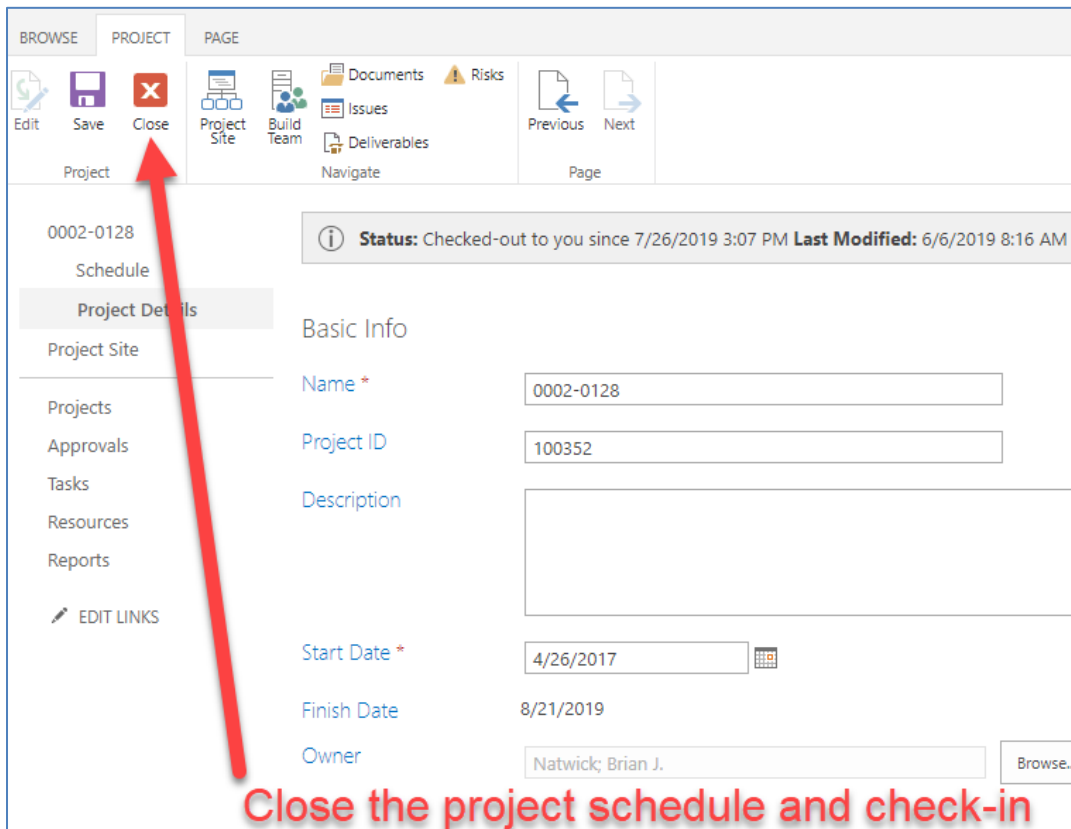 BROWSE PROJECT PAGE
Edit Save Close Project Site Build Team Documents Risks Issues Deliverables Previous Next
Project Navigate Page
0002-0128
Schedule
Project Details
Project Site
Projects
Approvals
Tasks
Resources
Reports
EDIT LINKS
Status: Checked-out to you since 7/26/2019 3:07 PM Last Modified: 6/6/2019 8:16 AM
Basic Info
Name * 0002-0128
Project ID 100352
Description
Start Date * 4/26/2017
Finish Date 8/21/2019
Owner Natwick; Brian J. Browse..
Close the project schedule and check-in